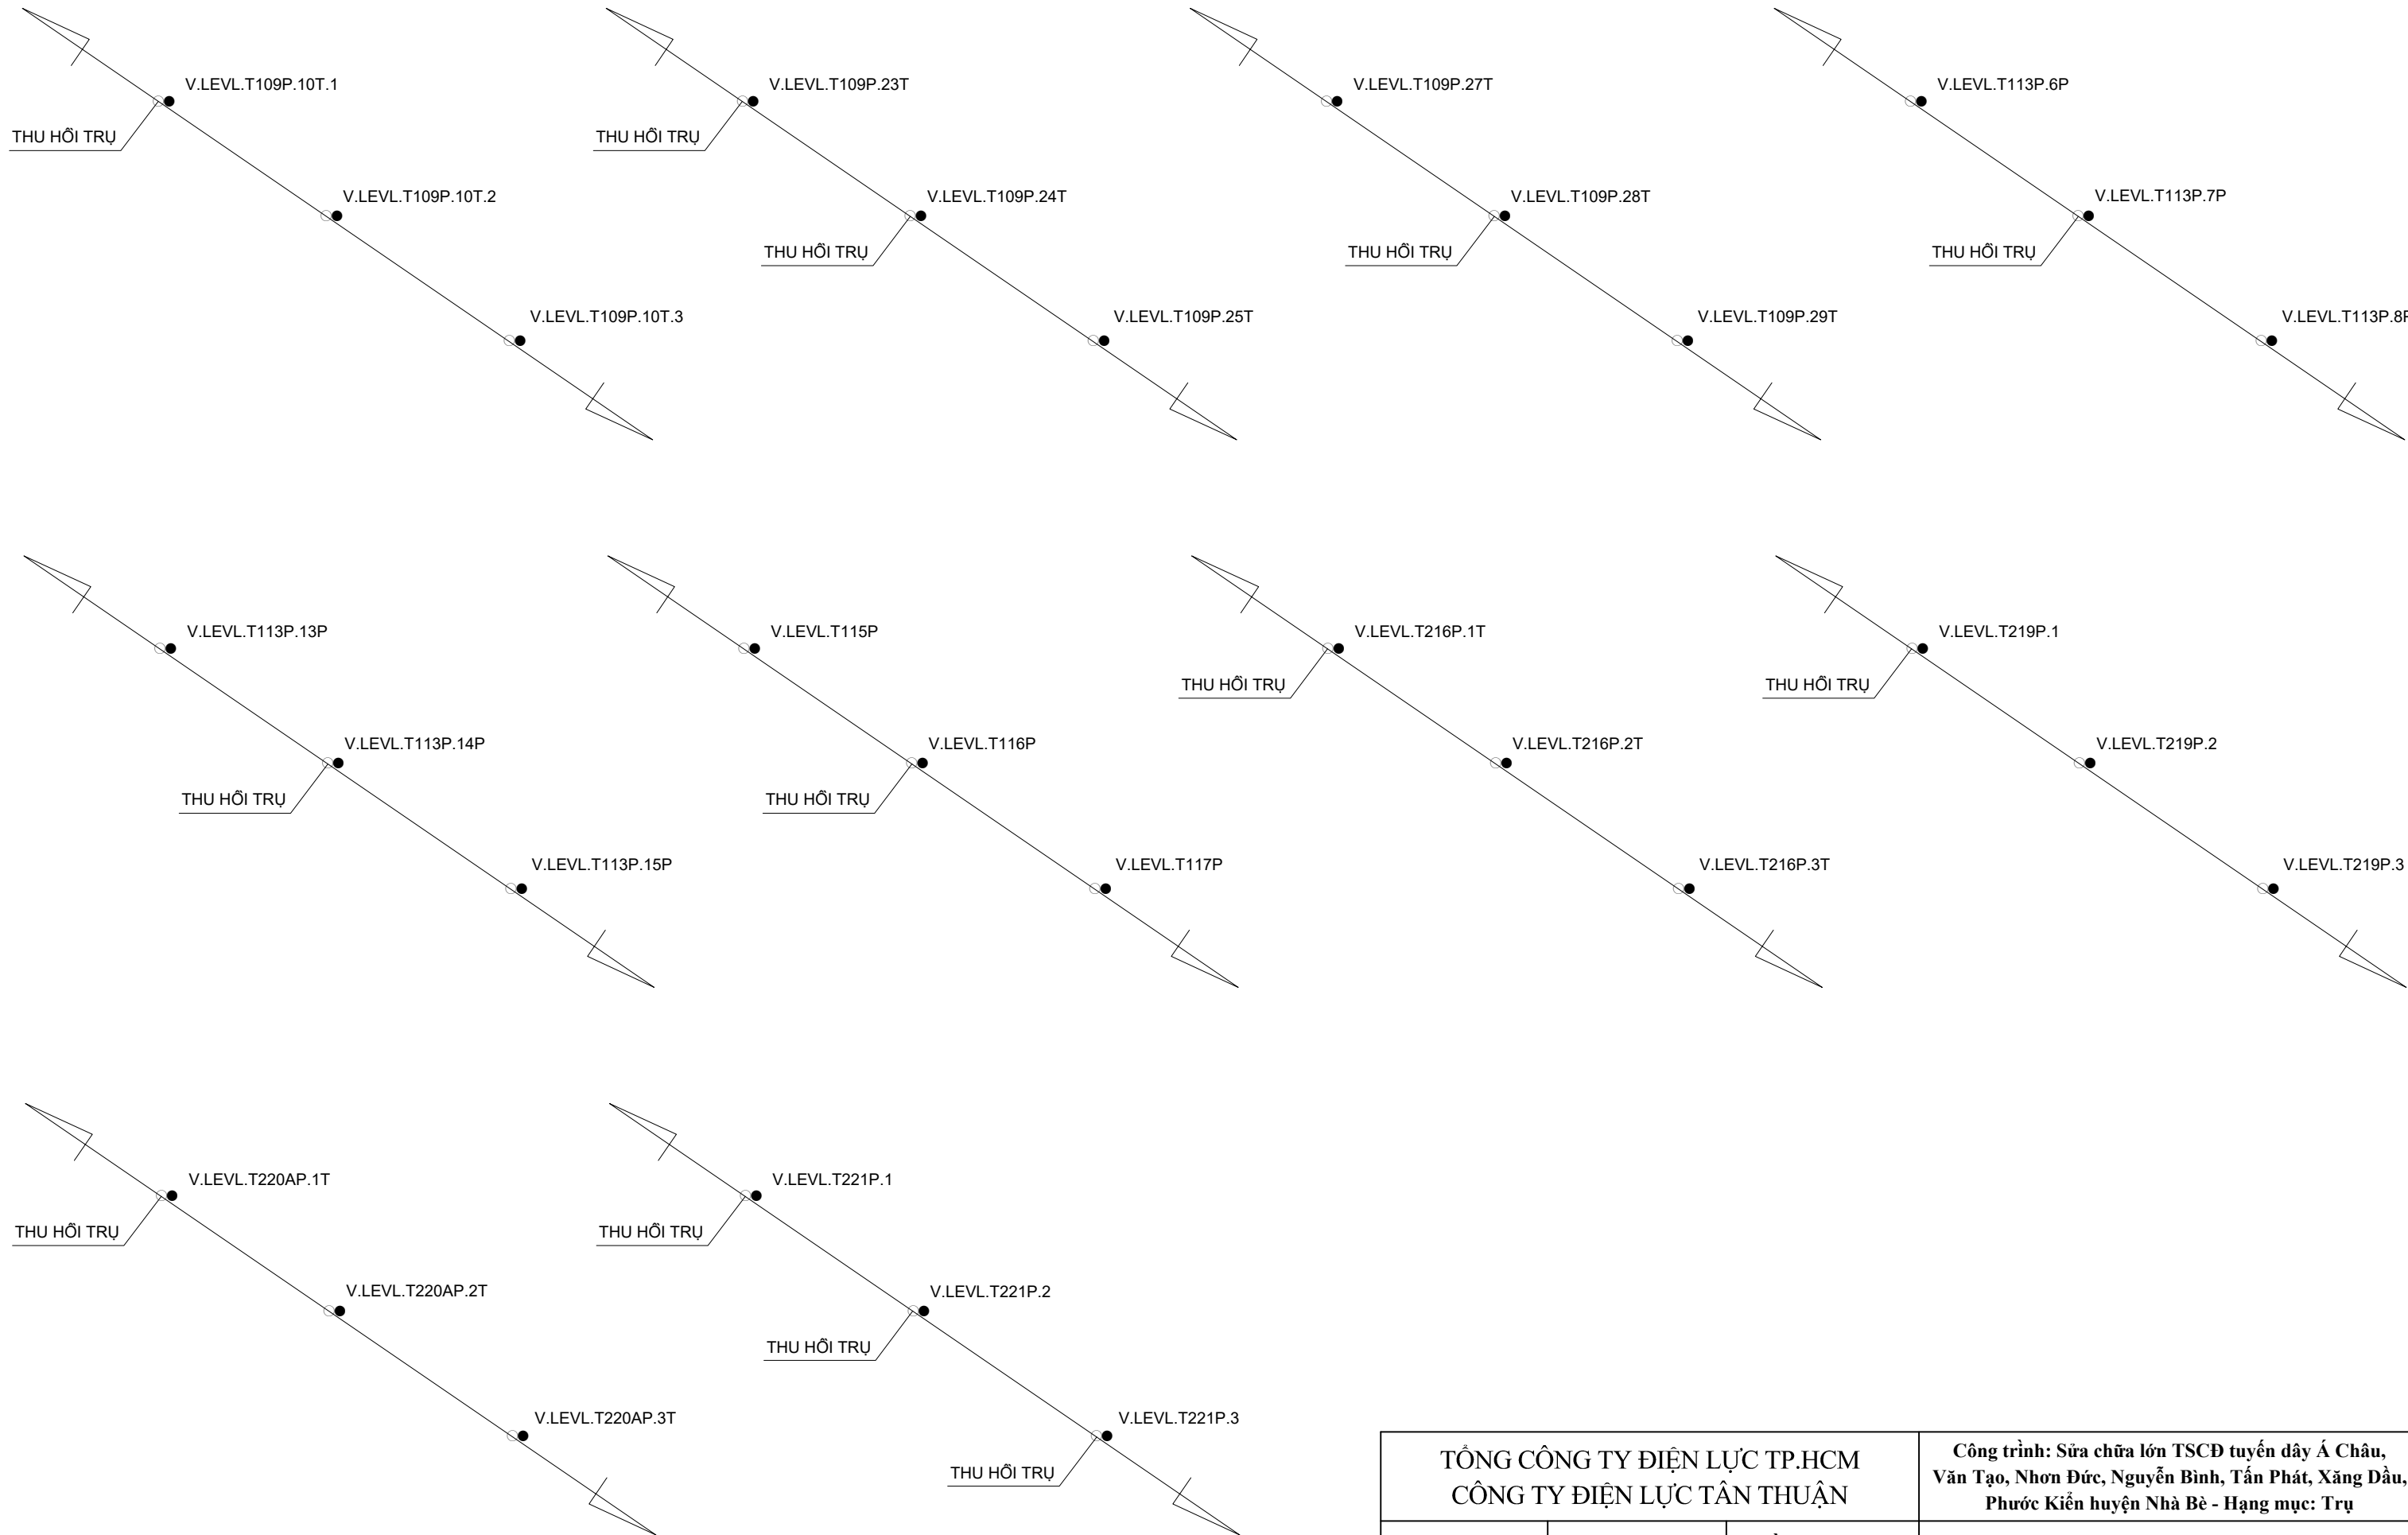 V.LEVL.T109P.10T.1
THU HỒI TRỤ
V.LEVL.T109P.10T.2
V.LEVL.T109P.10T.3
V.LEVL.T109P.23T
THU HỒI TRỤ
V.LEVL.T109P.24T
THU HỒI TRỤ
V.LEVL.T109P.25T
V.LEVL.T109P.27T
V.LEVL.T109P.28T
THU HỒI TRỤ
V.LEVL.T109P.29T
V.LEVL.T113P.6P
V.LEVL.T113P.7P
THU HỒI TRỤ
V.LEVL.T113P.8P
V.LEVL.T113P.13P
V.LEVL.T113P.14P
THU HỒI TRỤ
V.LEVL.T113P.15P
V.LEVL.T115P
V.LEVL.T116P
THU HỒI TRỤ
V.LEVL.T117P
V.LEVL.T216P.1T
THU HỒI TRỤ
V.LEVL.T216P.2T
V.LEVL.T216P.3T
V.LEVL.T219P.1
THU HỒI TRỤ
V.LEVL.T219P.2
V.LEVL.T219P.3
V.LEVL.T220AP.1T
THU HỒI TRỤ
V.LEVL.T220AP.2T
V.LEVL.T220AP.3T
V.LEVL.T221P.1
THU HỒI TRỤ
V.LEVL.T221P.2
THU HỒI TRỤ
V.LEVL.T221P.3
THU HỒI TRỤ
TỔNG CÔNG TY ĐIỆN LỰC TP.HCM
CÔNG TY ĐIỆN LỰC TÂN THUẬN
Công trình: Sửa chữa lớn TSCĐ tuyến dây Á Châu,
Văn Tạo, Nhơn Đức, Nguyễn Bình, Tấn Phát, Xăng Dầu,
Phước Kiển huyện Nhà Bè - Hạng mục: Trụ